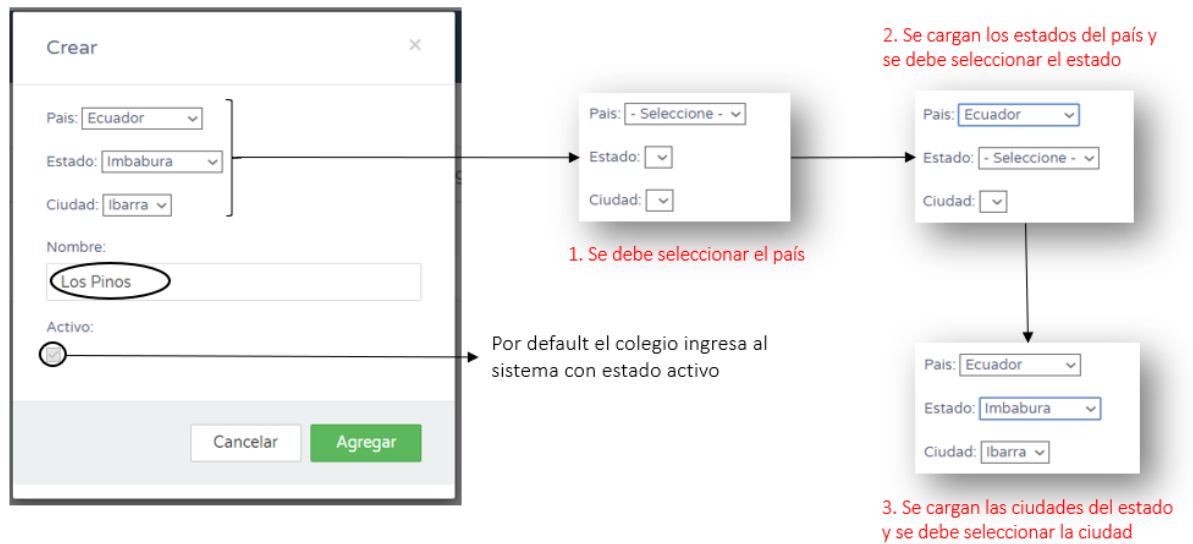 Crear ×
Pais: Ecuador
Estado: Imbabura
Ciudad: Ibarra
Nombre:
Los Pinos
Activo:
Cancelar Agregar
Pais: - Seleccione -
Estado:
Ciudad:
1. Se debe seleccionar el país
2. Se cargan los estados del país y
se debe seleccionar el estado
Pais: Ecuador
Estado: - Seleccione -
Ciudad:
Por default el colegio ingresa al
sistema con estado activo
Pais: Ecuador
Estado: Imbabura
Ciudad: Ibarra
3. Se cargan las ciudades del estado
y se debe seleccionar la ciudad